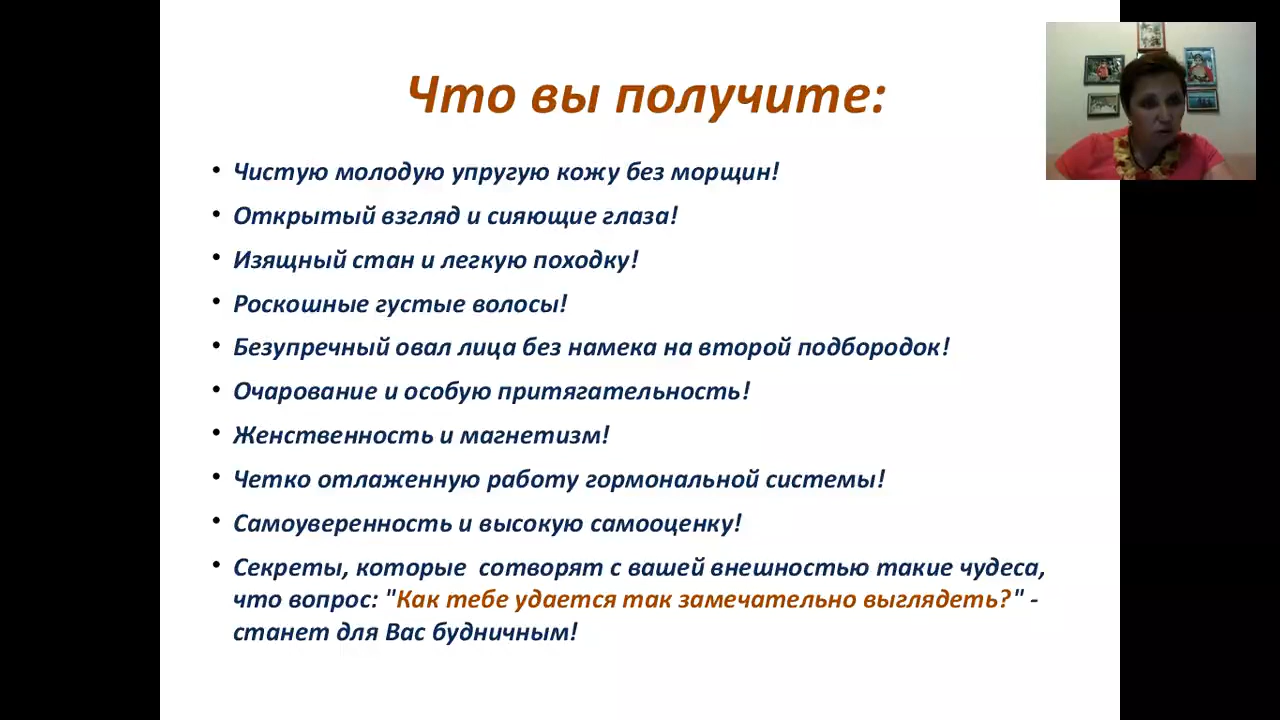 Что вы получите:
• Чистую молодую упругую кожу без морщин!
• Открытый взгляд и сияющие глаза!
• Изящный стан и легкую походку!
• Роскошные густые волосы!
• Безупречный овал лица без намека на второй подбородок!
• Очарование и особую притягательность!
• Женственность и магнетизм!
• Четко отлаженную работу гормональной системы!
• Самоуверенность и высокую самооценку!
• Секреты, которые  сотворят с вашей внешностью такие чудеса,
что вопрос: "Как тебе удается так замечательно выглядеть?" -
станет для Вас будничным!